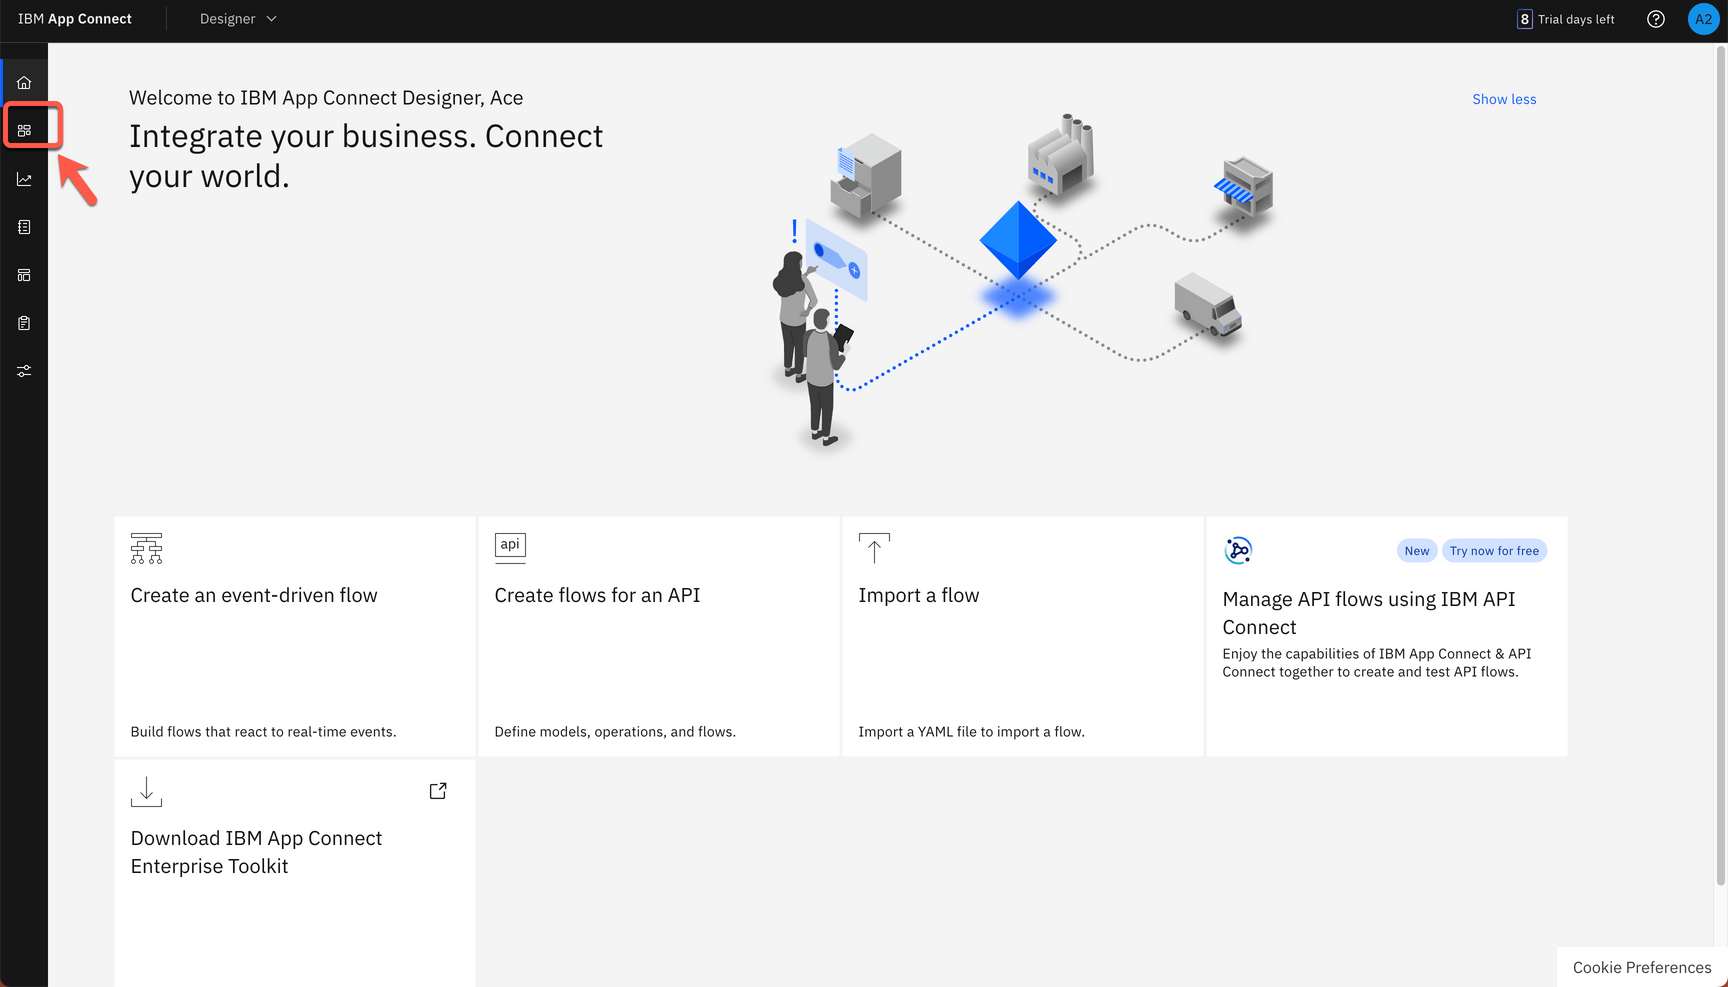 IBM App Connect
Designer
8 Trial days left
A2
Welcome to IBM App Connect Designer, Ace
Show less
Integrate your business. Connect
your world.
Create an event-driven flow
Build flows that react to real-time events.
api
Create flows for an API
Define models, operations, and flows.
Import a flow
Import a YAML file to import a flow.
New
Try now for free
Manage API flows using IBM API
Connect
Enjoy the capabilities of IBM App Connect & API
Connect together to create and test API flows.
Download IBM App Connect
Enterprise Toolkit
Cookie Preferences